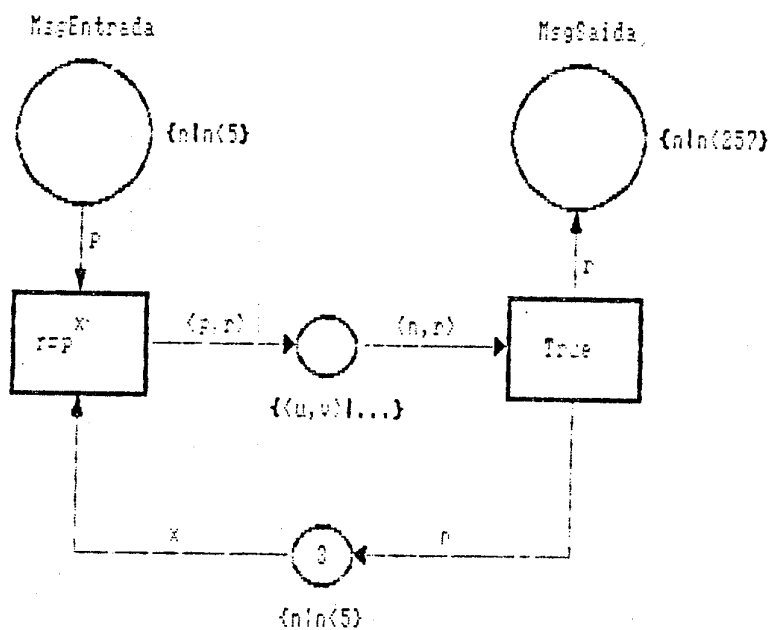 MsgEntrada
MsgSaida
{n|n<5}
{n|n<257}
p
r
r=p^x
<p,r>
<n,r>
True
{<u,v>|...}
x
3
n
{n|n<5}